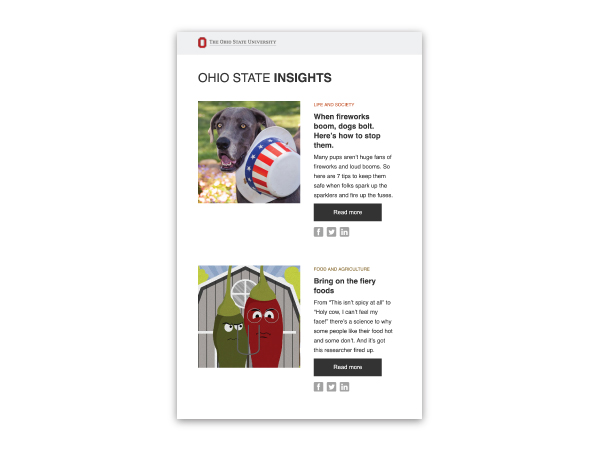 THE OHIO STATE UNIVERSITY
OHIO STATE INSIGHTS
LIFE AND SOCIETY
When fireworks
boom, dogs bolt.
Here's how to stop
them.
Many pups aren't huge fans of
fireworks and loud booms. So
here are 7 tips to keep them
safe when folks spark up the
sparklers and fire up the fuses.
Read more
FOOD AND AGRICULTURE
Bring on the fiery
foods
From "This isn't spicy at all" to
"Holy cow, I can't feel my
face!" there's a science to why
some people like their food hot
and some don't. And it's got
this researcher fired up.
Read more